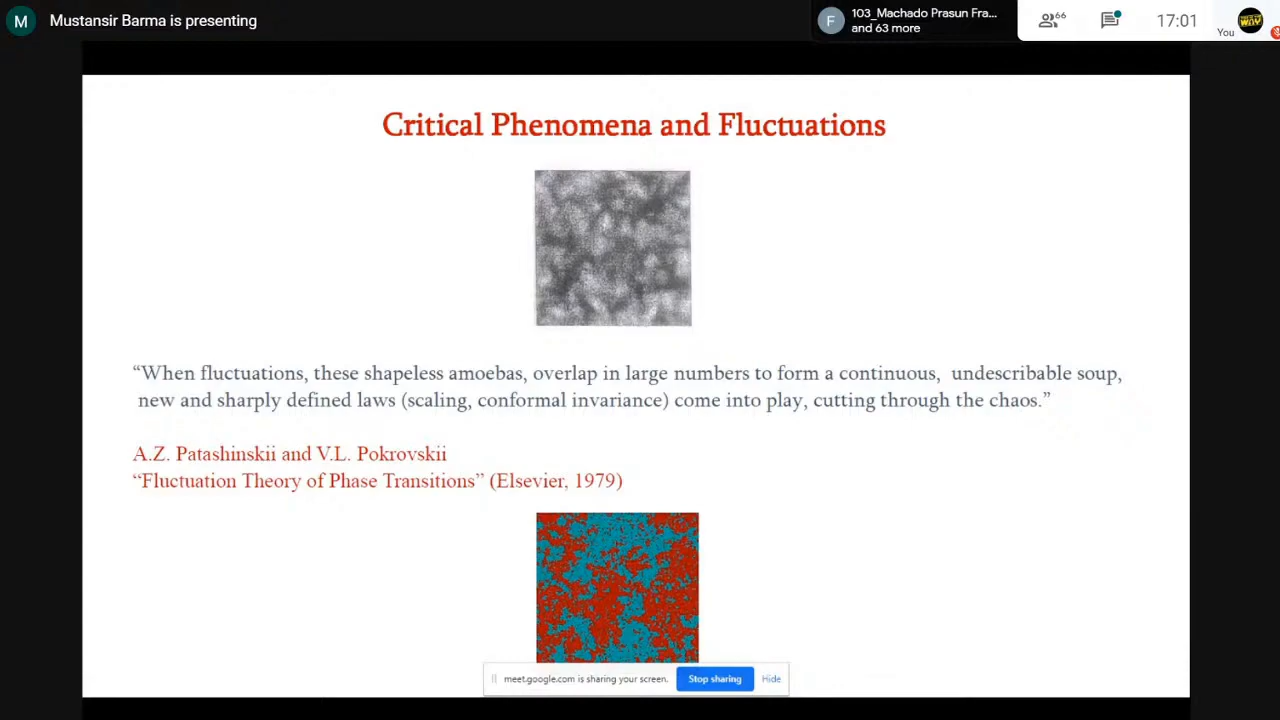 M Mustansir Barma is presenting
F 103_Machado Prasun Fra...
and 63 more
66
17:01
You
Critical Phenomena and Fluctuations
“When fluctuations, these shapeless amoebas, overlap in large numbers to form a continuous, undescribable soup,
new and sharply defined laws (scaling, conformal invariance) come into play, cutting through the chaos.”
A.Z. Patashinskii and V.L. Pokrovskii
“Fluctuation Theory of Phase Transitions” (Elsevier, 1979)
meet.google.com is sharing your screen. Stop sharing Hide